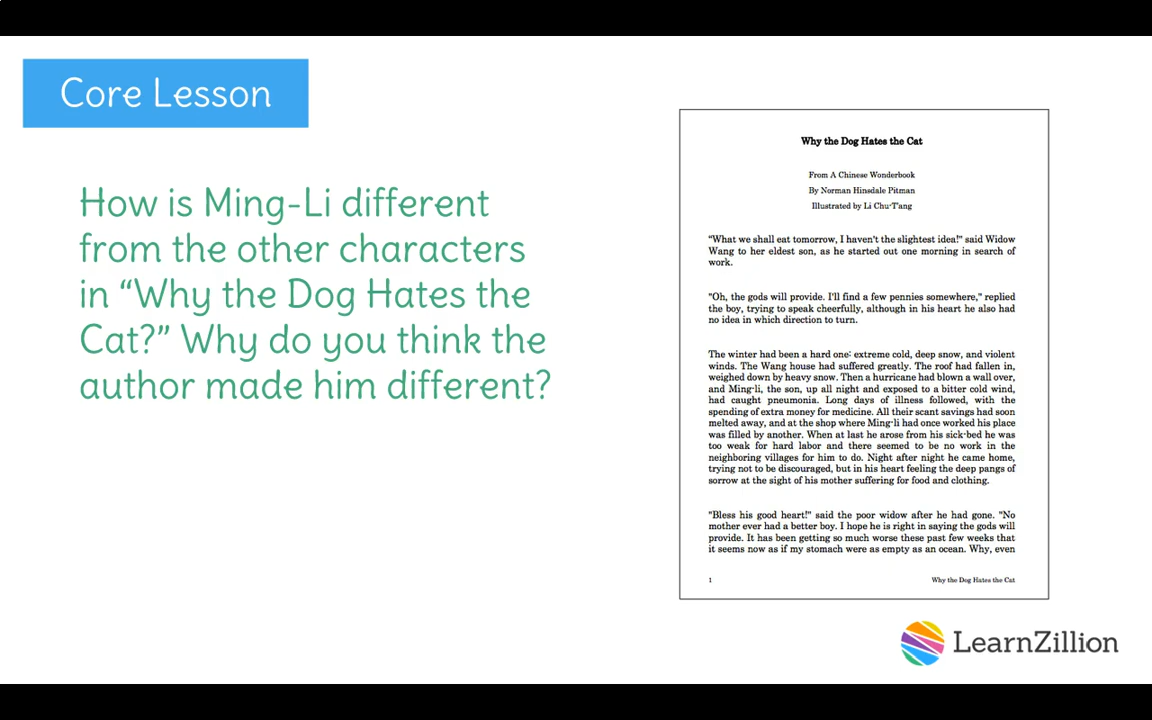 Core Lesson
How is Ming-Li different
from the other characters
in “Why the Dog Hates the
Cat?” Why do you think the
author made him different?
Why the Dog Hates the Cat
From A Chinese Wonderbook
By Norman Hinsdale Pitman
Illustrated by Li Chu-T'ang
"What we shall eat tomorrow, I haven't the slightest idea!" said Widow
Wang to her eldest son, as he started out one morning in search of
work.
"Oh, the gods will provide. I'll find a few pennies somewhere," replied
the boy, trying to speak cheerfully, although in his heart he also had
no idea in which direction to turn.
The winter had been a hard one: extreme cold, deep snow, and violent
winds. The Wang house had suffered greatly. The roof had fallen in,
weighed down by heavy snow. Then a hurricane had blown a wall over,
and Ming-li, the son, up all night and exposed to a bitter cold wind,
had caught pneumonia. Long days of illness followed, with the
spending of extra money for medicine. All their scant savings had soon
melted away, and at the shop where Ming-li had once worked his place
was filled by another. When at last he arose from his sick-bed he was
too weak for hard labor and there seemed to be no work in the
neighboring villages for him to do. Night after night he came home,
trying not to be discouraged, but in his heart feeling the deep pangs of
sorrow at the sight of his mother suffering for food and clothing.
"Bless his good heart!" said the poor widow after he had gone. "No
mother ever had a better boy. I hope he is right in saying the gods will
provide. It has been getting so much worse these past few weeks that
it seems now as if my stomach were as empty as an ocean. Why, even
1 Why the Dog Hates the Cat
LearnZillion